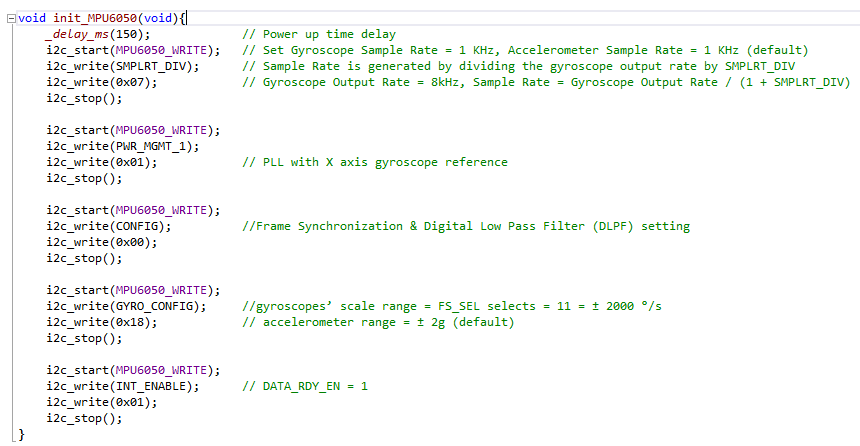 void init_MPU6050(void){
_delay_ms(150); // Power up time delay
i2c_start(MPU6050_WRITE); // Set Gyroscope Sample Rate = 1 KHz, Accelerometer Sample Rate = 1 KHz (default)
i2c_write(SMPLRT_DIV); // Sample Rate is generated by dividing the gyroscope output rate by SMPLRT_DIV
i2c_write(0x07); // Gyroscope Output Rate = 8kHz, Sample Rate = Gyroscope Output Rate / (1 + SMPLRT_DIV)
i2c_stop();
i2c_start(MPU6050_WRITE);
i2c_write(PWR_MGMT_1);
i2c_write(0x01); // PLL with X axis gyroscope reference
i2c_stop();
i2c_start(MPU6050_WRITE);
i2c_write(CONFIG); //Frame Synchronization & Digital Low Pass Filter (DLPF) setting
i2c_write(0x00);
i2c_stop();
i2c_start(MPU6050_WRITE);
i2c_write(GYRO_CONFIG); //gyroscopes’ scale range = FS_SEL selects = 11 = ± 2000 °/s
i2c_write(0x18); // accelerometer range = ± 2g (default)
i2c_stop();
i2c_start(MPU6050_WRITE);
i2c_write(INT_ENABLE); // DATA_RDY_EN = 1
i2c_write(0x01);
i2c_stop();
}